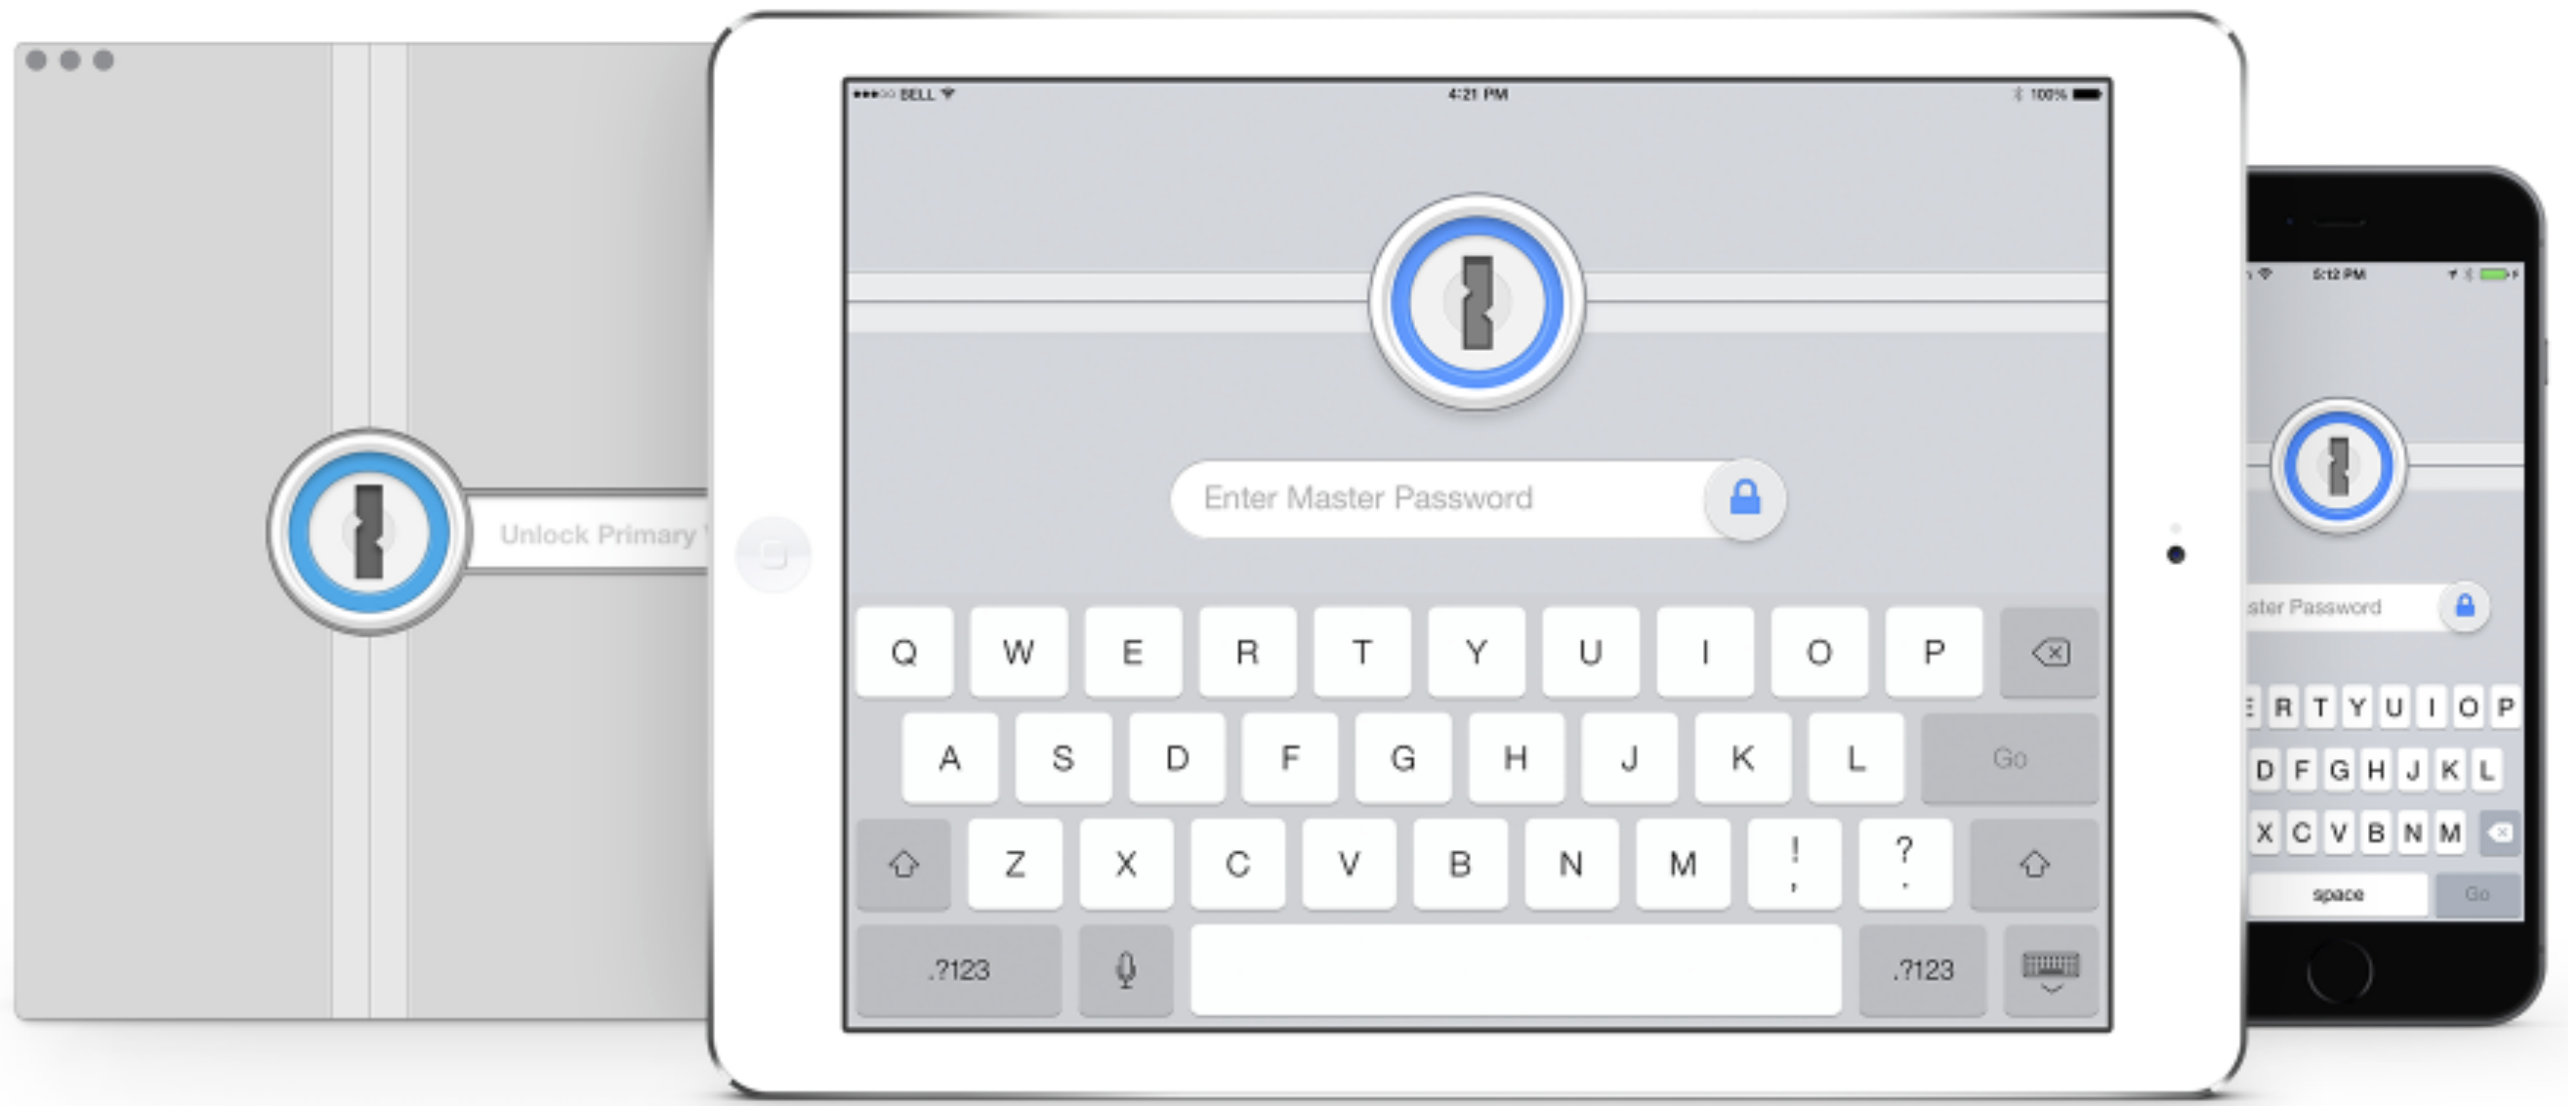 Unlock Primary
BELL
4:21 PM
100%
Enter Master Password
Q W E R T Y U I O P
A S D F G H J K L Go
Z X C V B N M ! ,  ? .
.?123 .?123
5:12 PM
ster Password
E R T Y U I O P
D F G H J K L
X C V B N M
space Go